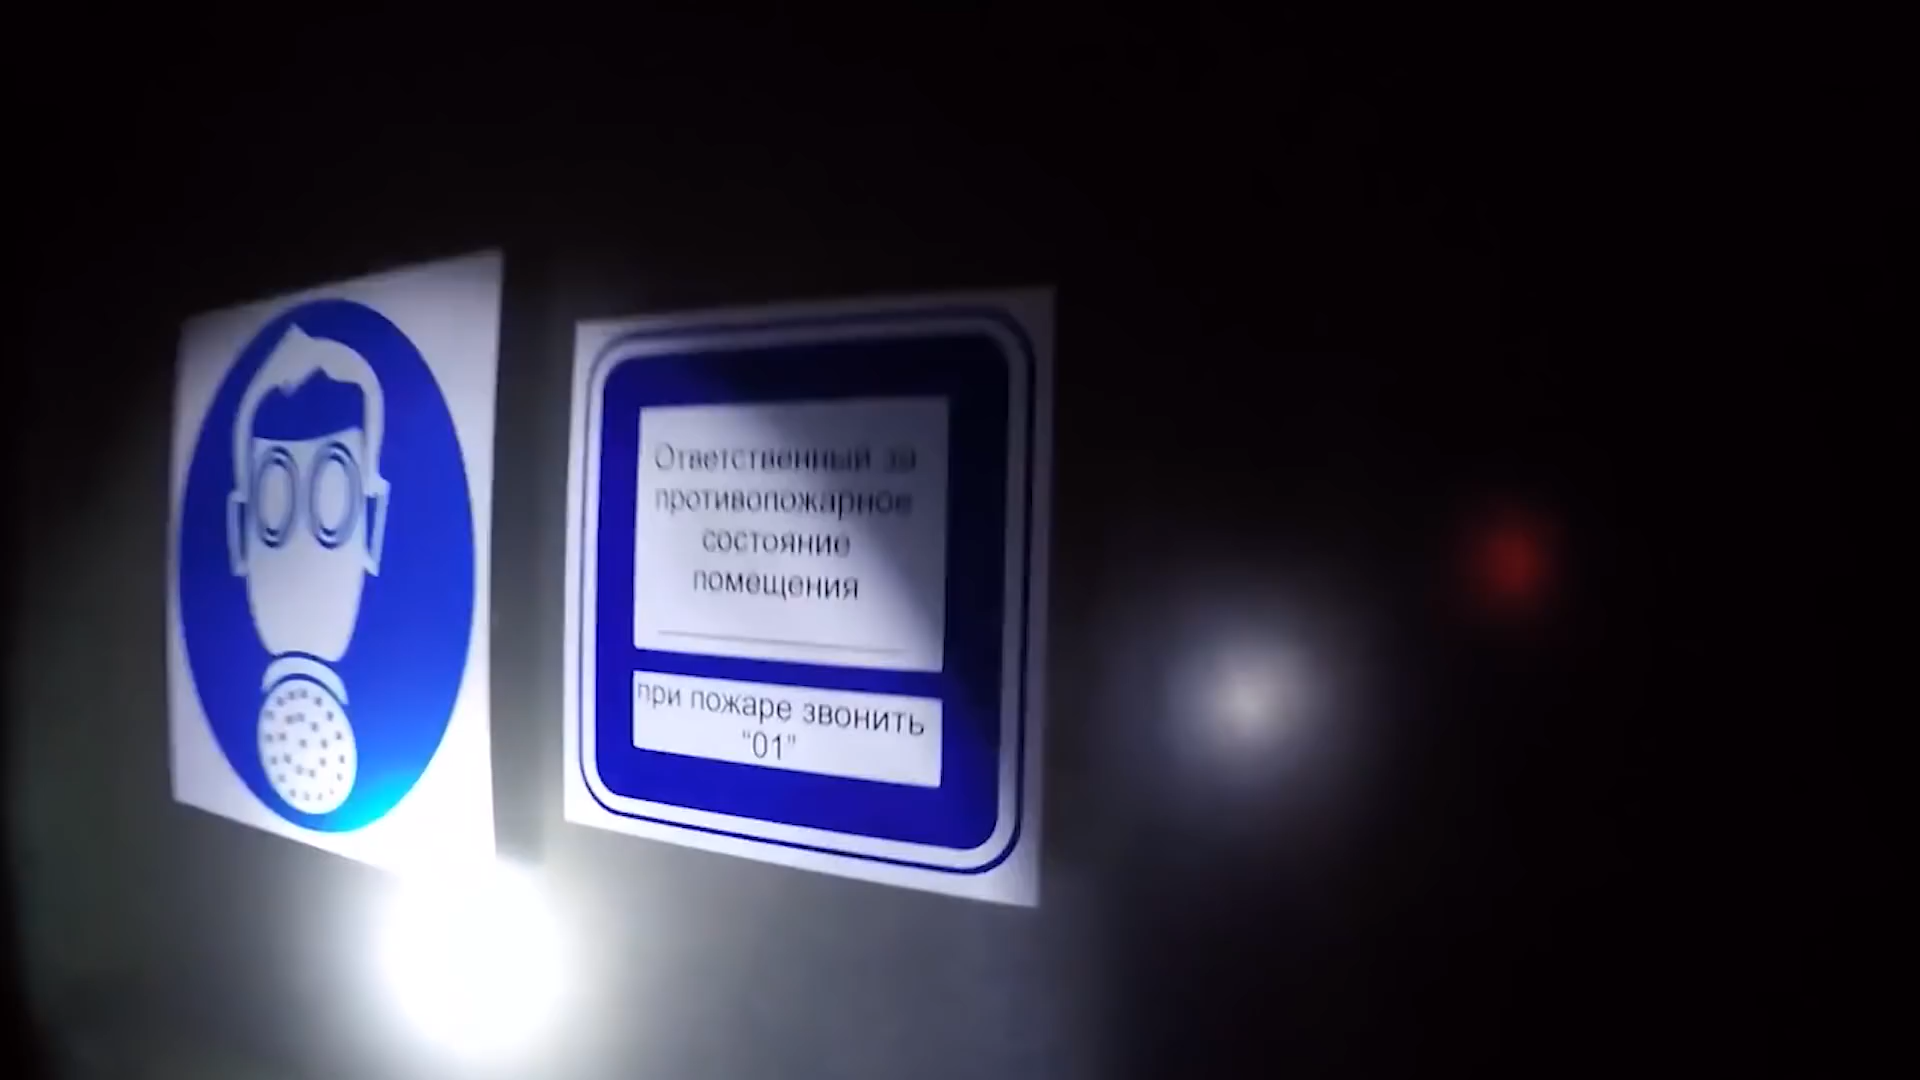 Ответственный за
противопожарное
состояние
помещения
при пожаре звонить
"01"